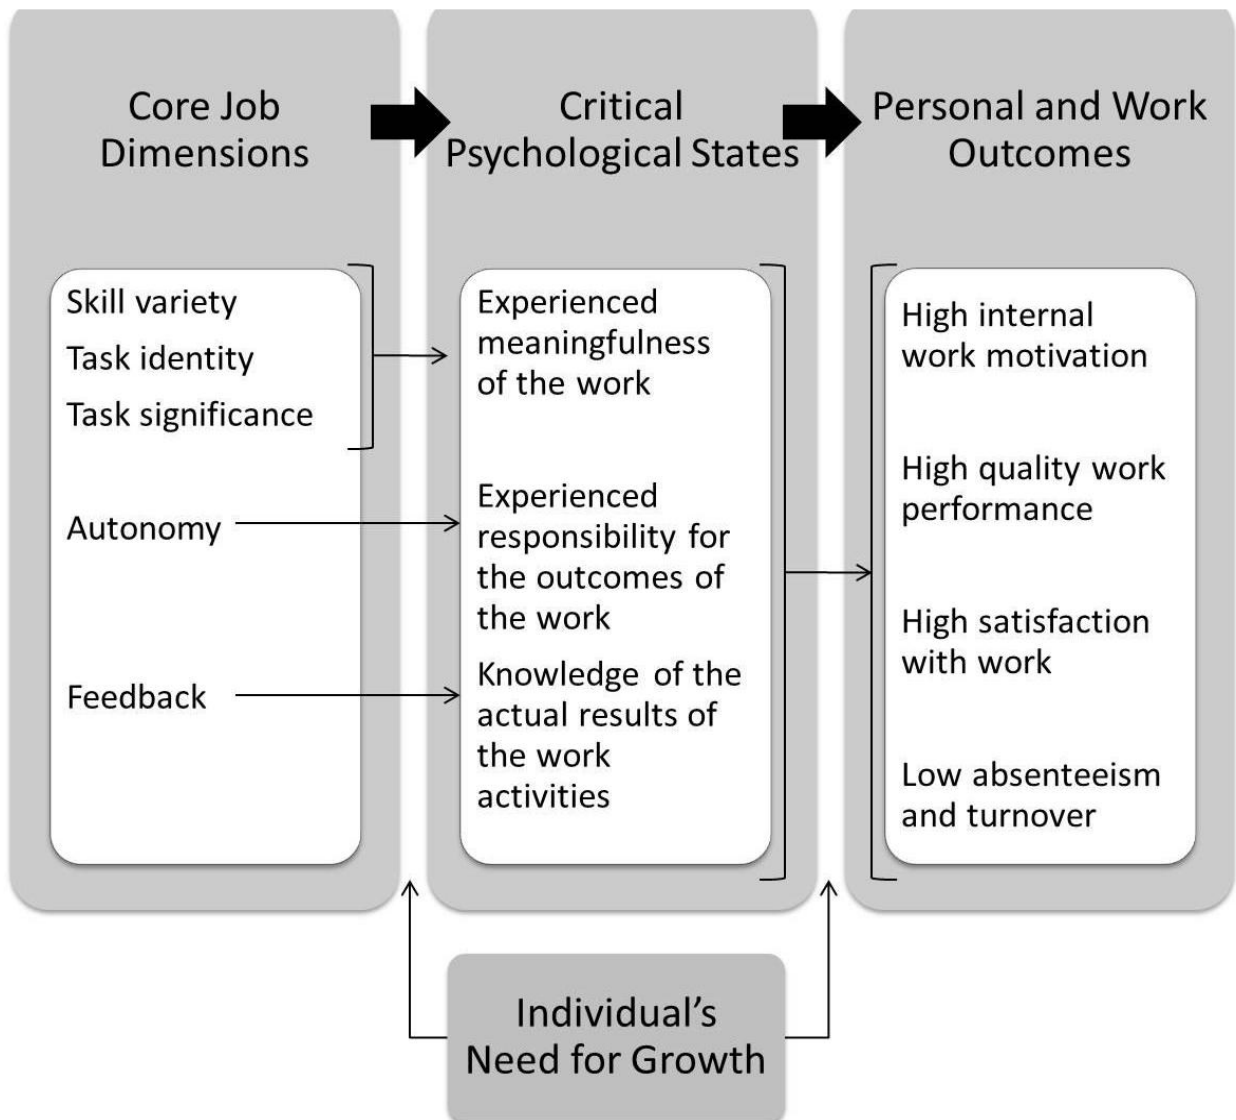 Core Job
Dimensions
Critical
Psychological States
Personal and Work
Outcomes
Skill variety
Task identity
Task significance
Autonomy
Feedback
Experienced
meaningfulness
of the work
Experienced
responsibility for
the outcomes of
the work
Knowledge of the
actual results of
the work
activities
High internal
work motivation
High quality work
performance
High satisfaction
with work
Low absenteeism
and turnover
Individual’s
Need for Growth